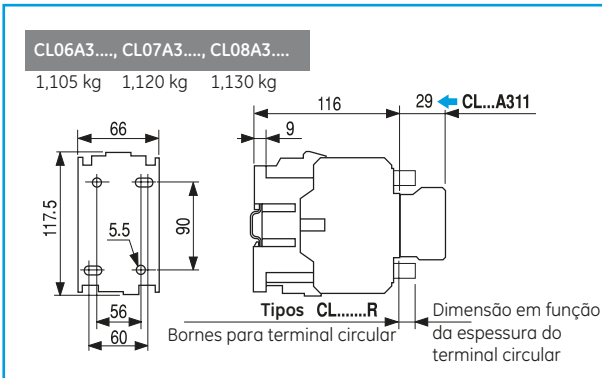 CL06A3...., CL07A3...., CL08A3....
1,105 kg 1,120 kg 1,130 kg
116
29
CL...A311
66
9
117.5
5.5
90
56
60
Tipos CL.......R
Bornes para terminal circular
Dimensão em função
da espessura do
terminal circular